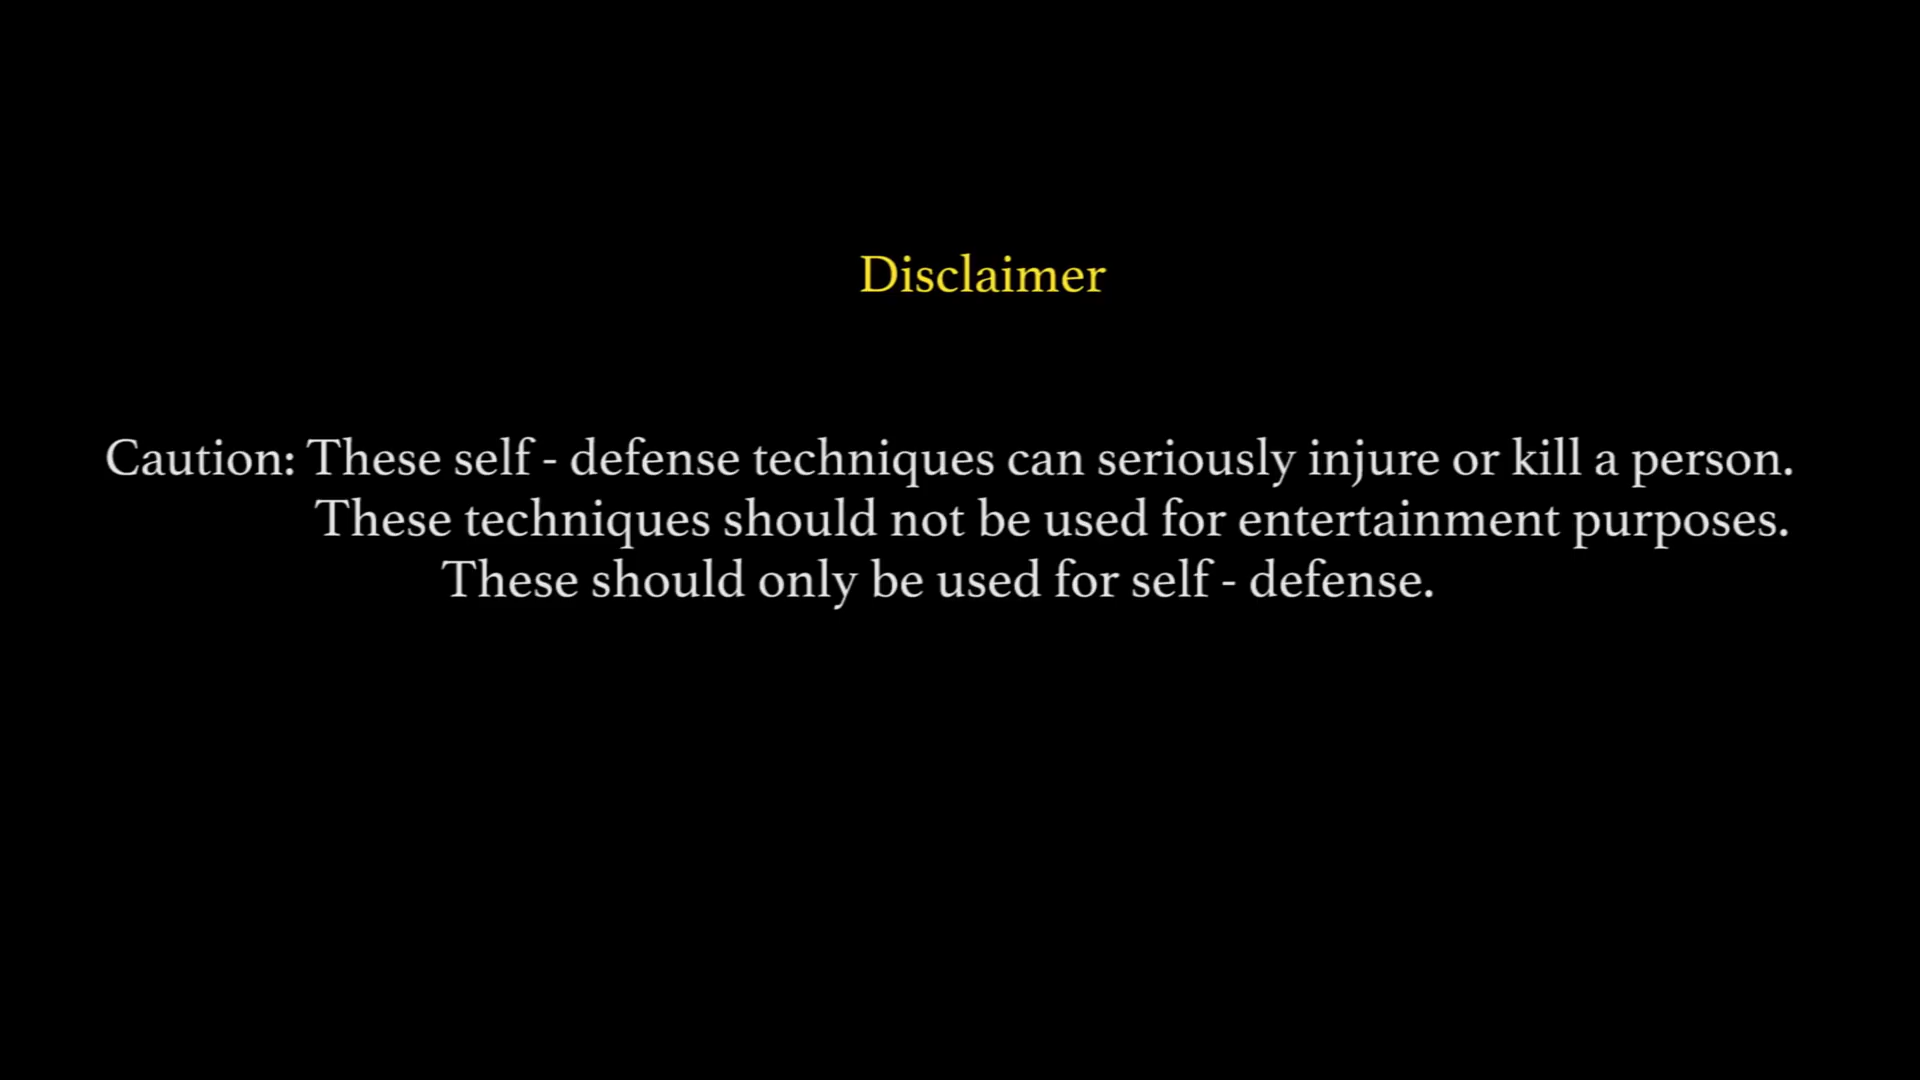 Disclaimer
Caution: These self - defense techniques can seriously injure or kill a person.
These techniques should not be used for entertainment purposes.
These should only be used for self - defense.